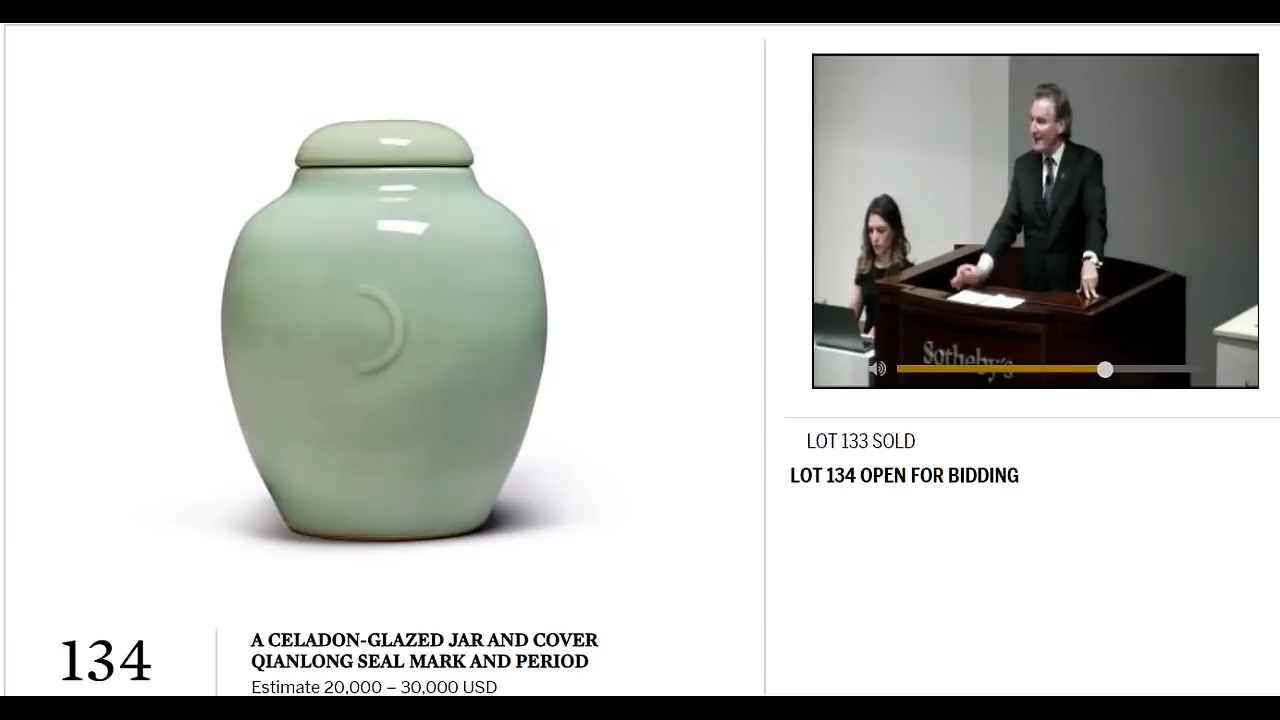 Sotheby's
LOT 133 SOLD
LOT 134 OPEN FOR BIDDING
134
A CELADON-GLAZED JAR AND COVER
QIANLONG SEAL MARK AND PERIOD
Estimate 20,000 – 30,000 USD